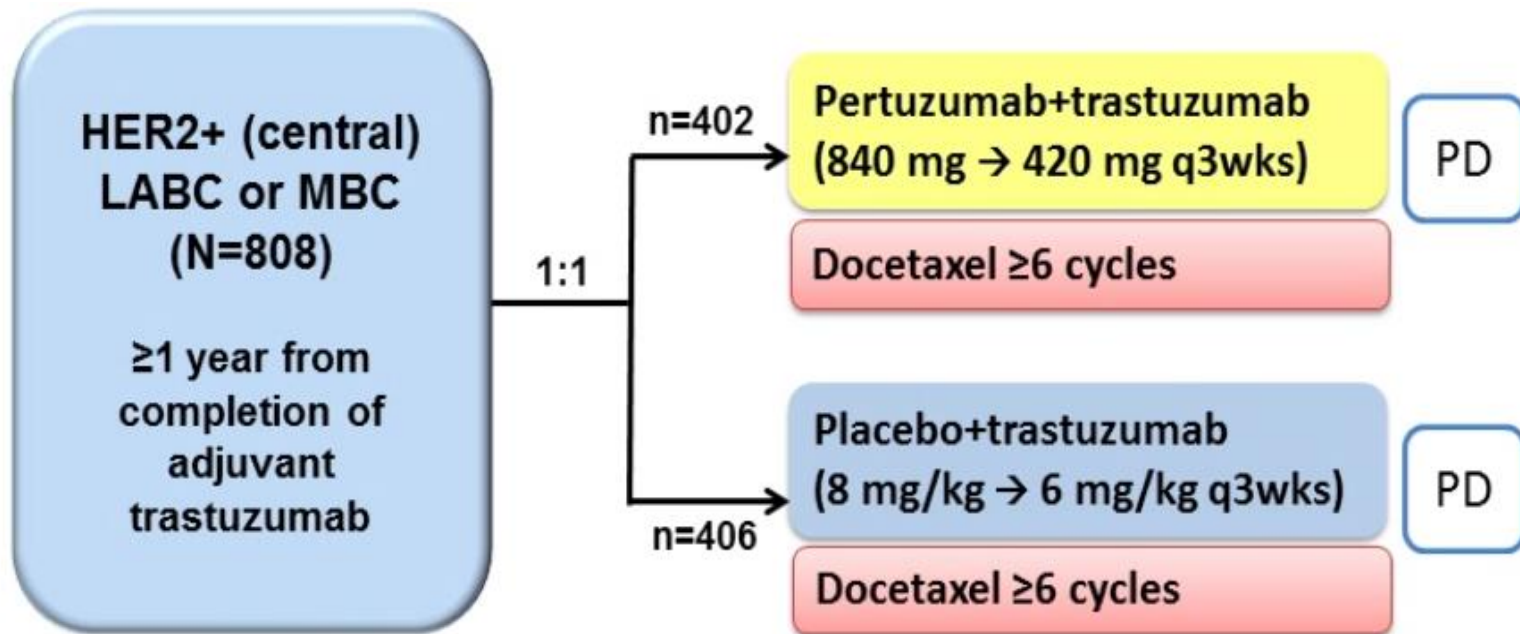 HER2+ (central)
LABC or MBC
(N=808)
≥1 year from
completion of
adjuvant
trastuzumab
1:1
n=402
Pertuzumab+trastuzumab
(840 mg → 420 mg q3wks)
Docetaxel ≥6 cycles
PD
n=406
Placebo+trastuzumab
(8 mg/kg → 6 mg/kg q3wks)
Docetaxel ≥6 cycles
PD